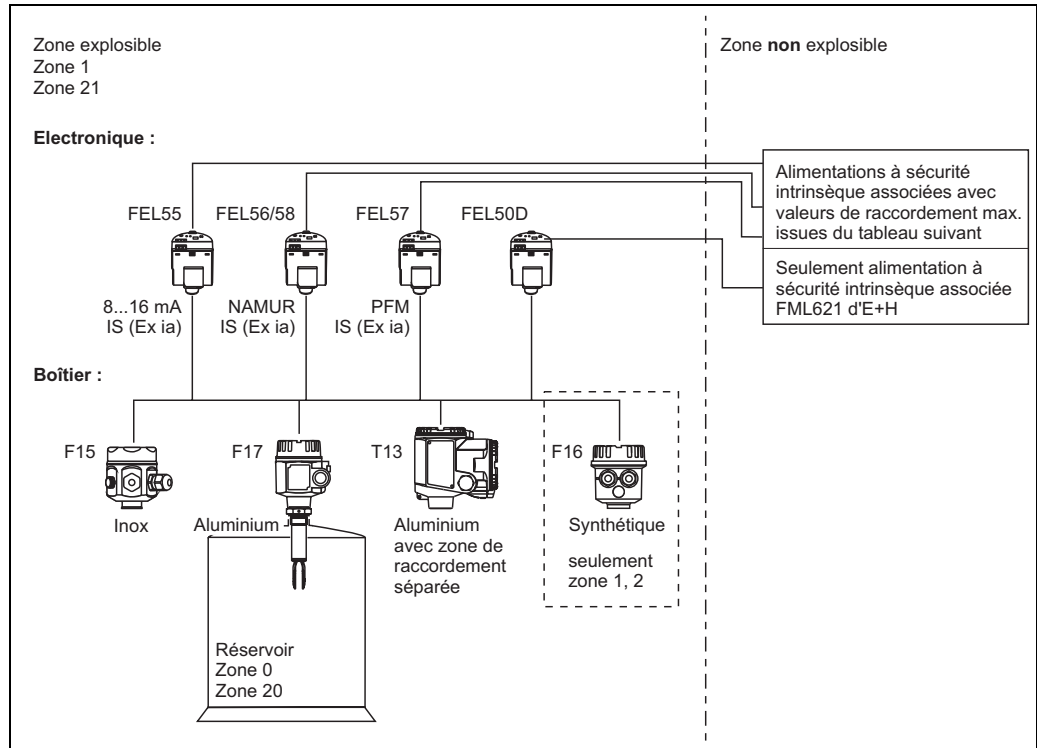 Zone explosible
Zone 1
Zone 21
Zone non explosible
Electronique :
Alimentations à sécurité
intrinsèque associées avec
valeurs de raccordement max.
issues du tableau suivant
Seulement alimentation à
sécurité intrinsèque associée
FML621 d'E+H
FEL55
FEL56/58
FEL57
FEL50D
8...16 mA
IS (Ex ia)
NAMUR
IS (Ex ia)
PFM
IS (Ex ia)
Boîtier :
F15
F17
T13
F16
Inox
Aluminium
Aluminium
avec zone de
raccordement
séparée
Synthétique
seulement
zone 1, 2
Réservoir
Zone 0
Zone 20